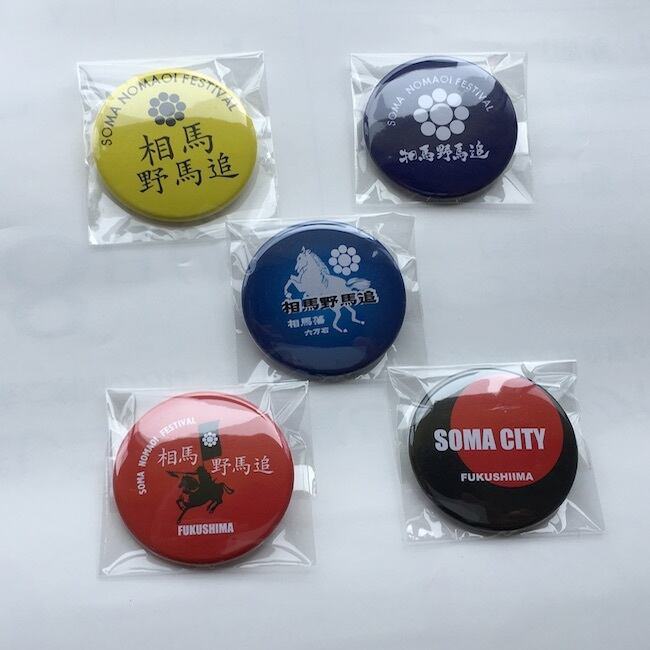 SOMA NOMAOI FESTIVAL
相馬
野馬追
SOMA NOMAOI FESTIVAL
相馬野馬追
相馬野馬追
相馬藩
六万石
SOMA NOMAOI FESTIVAL
相馬 野馬追
FUKUSHIMA
SOMA CITY
FUKUSHIIMA